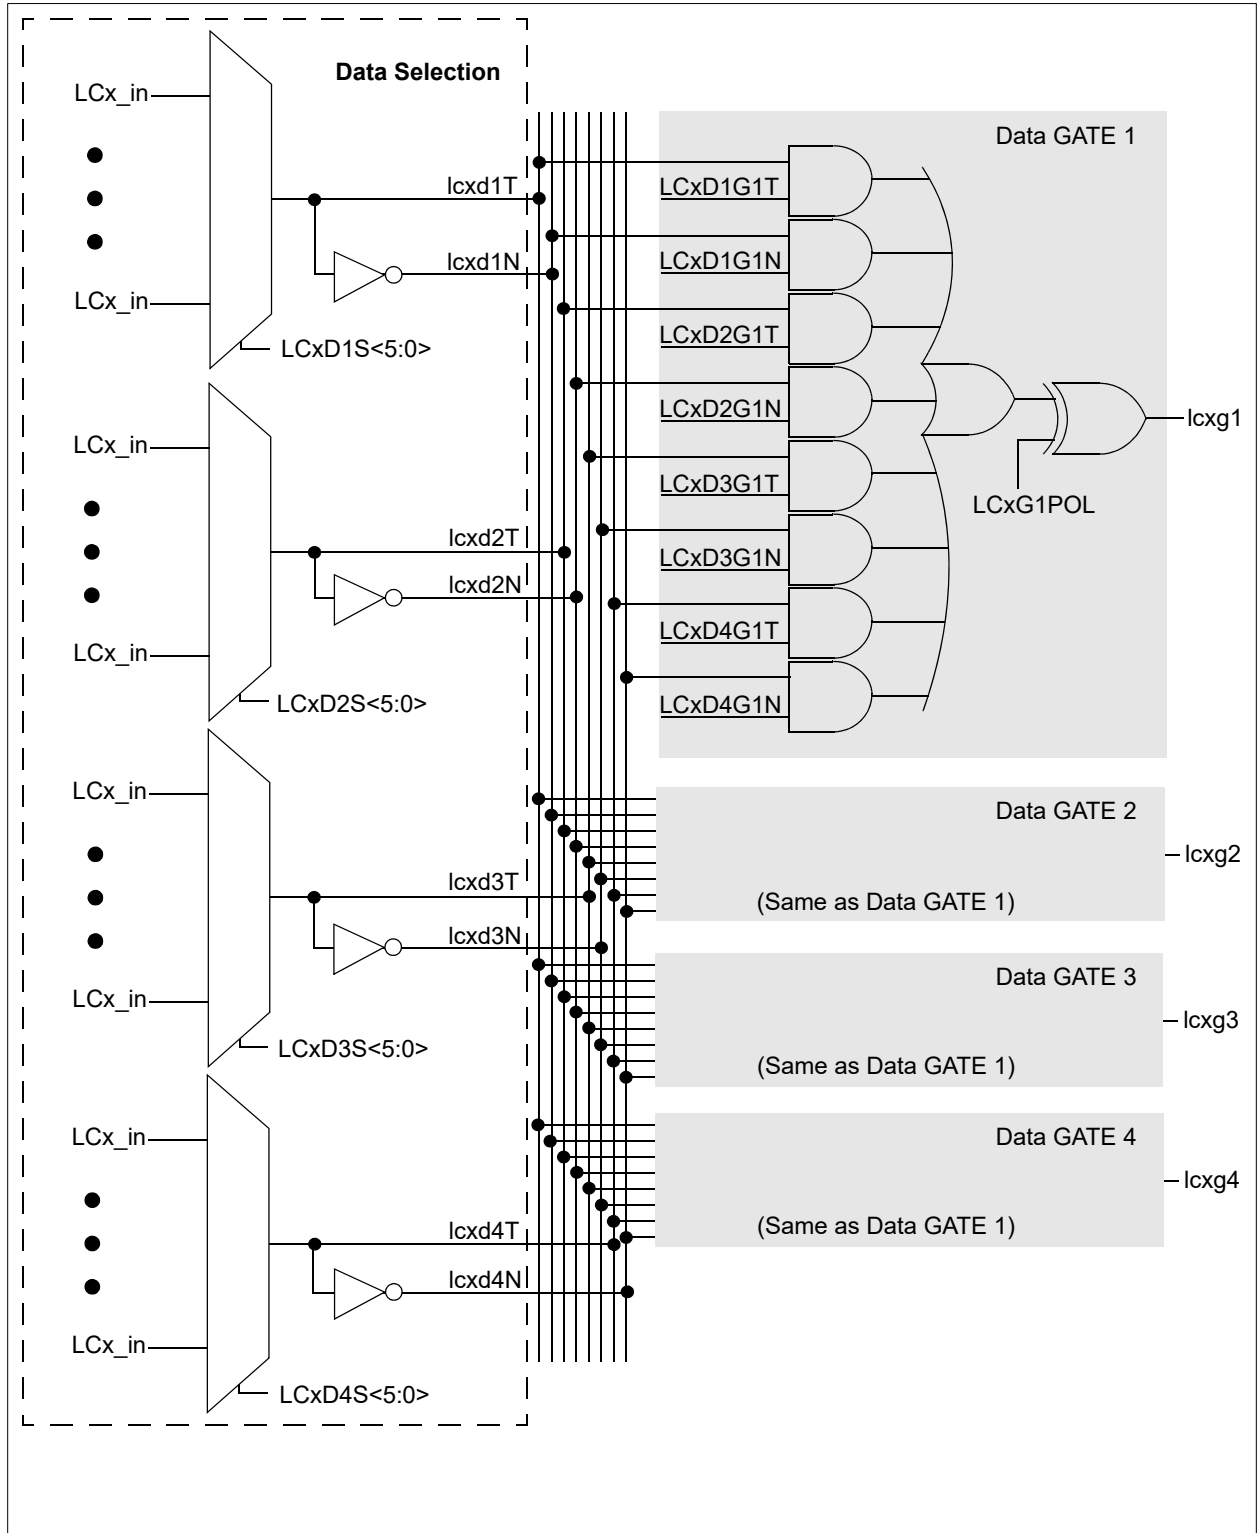 Data Selection
LCx_in
LCx_in
LCxD1S<5:0>
lcxd1T
lcxd1N
LCx_in
LCx_in
LCxD2S<5:0>
lcxd2T
lcxd2N
LCx_in
LCx_in
LCxD3S<5:0>
lcxd3T
lcxd3N
LCx_in
LCx_in
LCxD4S<5:0>
lcxd4T
lcxd4N
Data GATE 1
LCxD1G1T
LCxD1G1N
LCxD2G1T
LCxD2G1N
LCxD3G1T
LCxD3G1N
LCxD4G1T
LCxD4G1N
LCxG1POL
lcxg1
Data GATE 2
(Same as Data GATE 1)
lcxg2
Data GATE 3
(Same as Data GATE 1)
lcxg3
Data GATE 4
(Same as Data GATE 1)
lcxg4